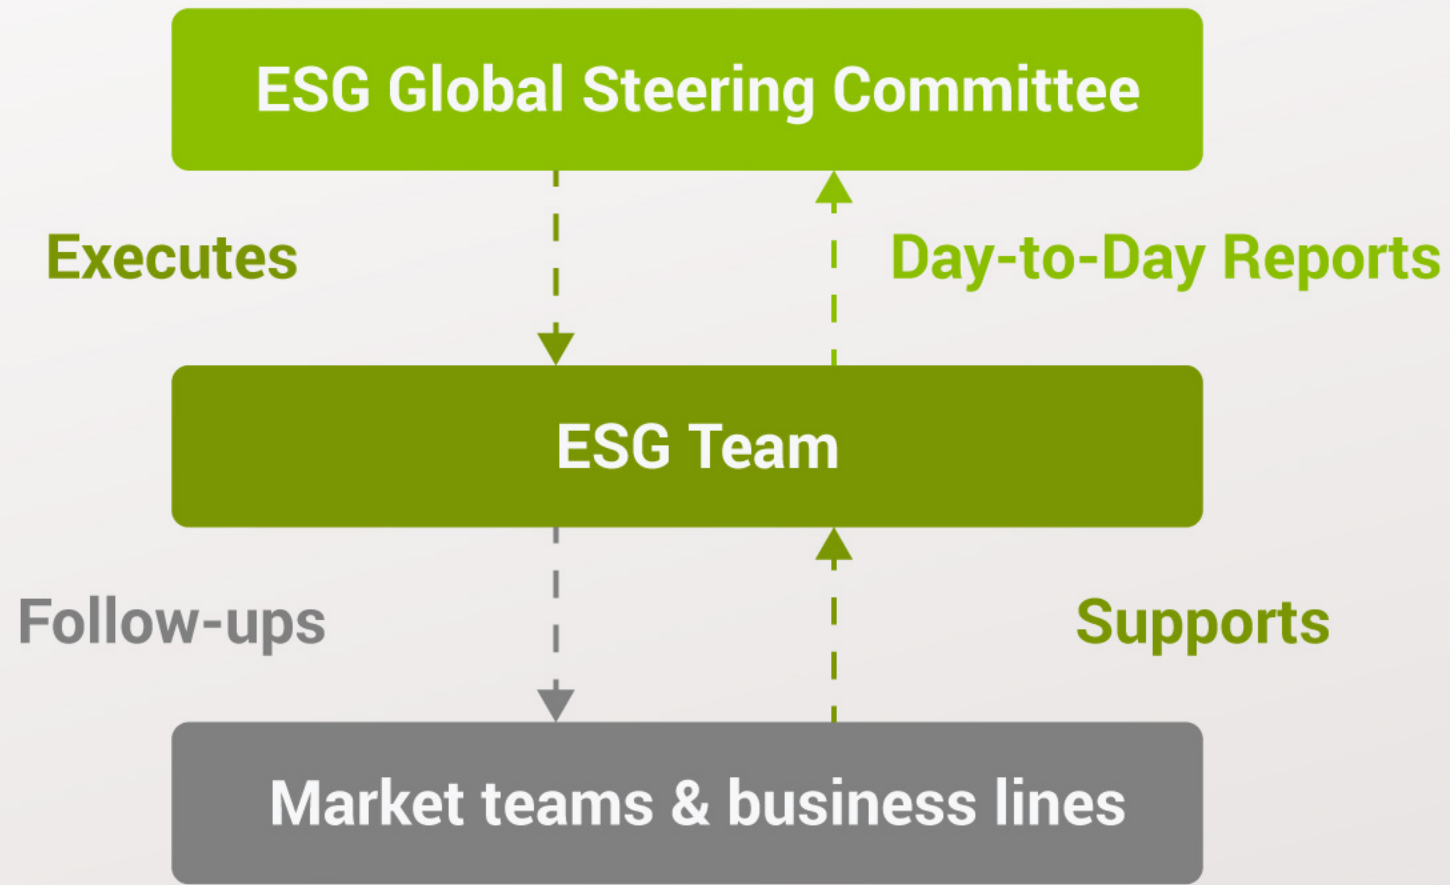 ESG Global Steering Committee
Executes
Day-to-Day Reports
ESG Team
Follow-ups
Supports
Market teams & business lines